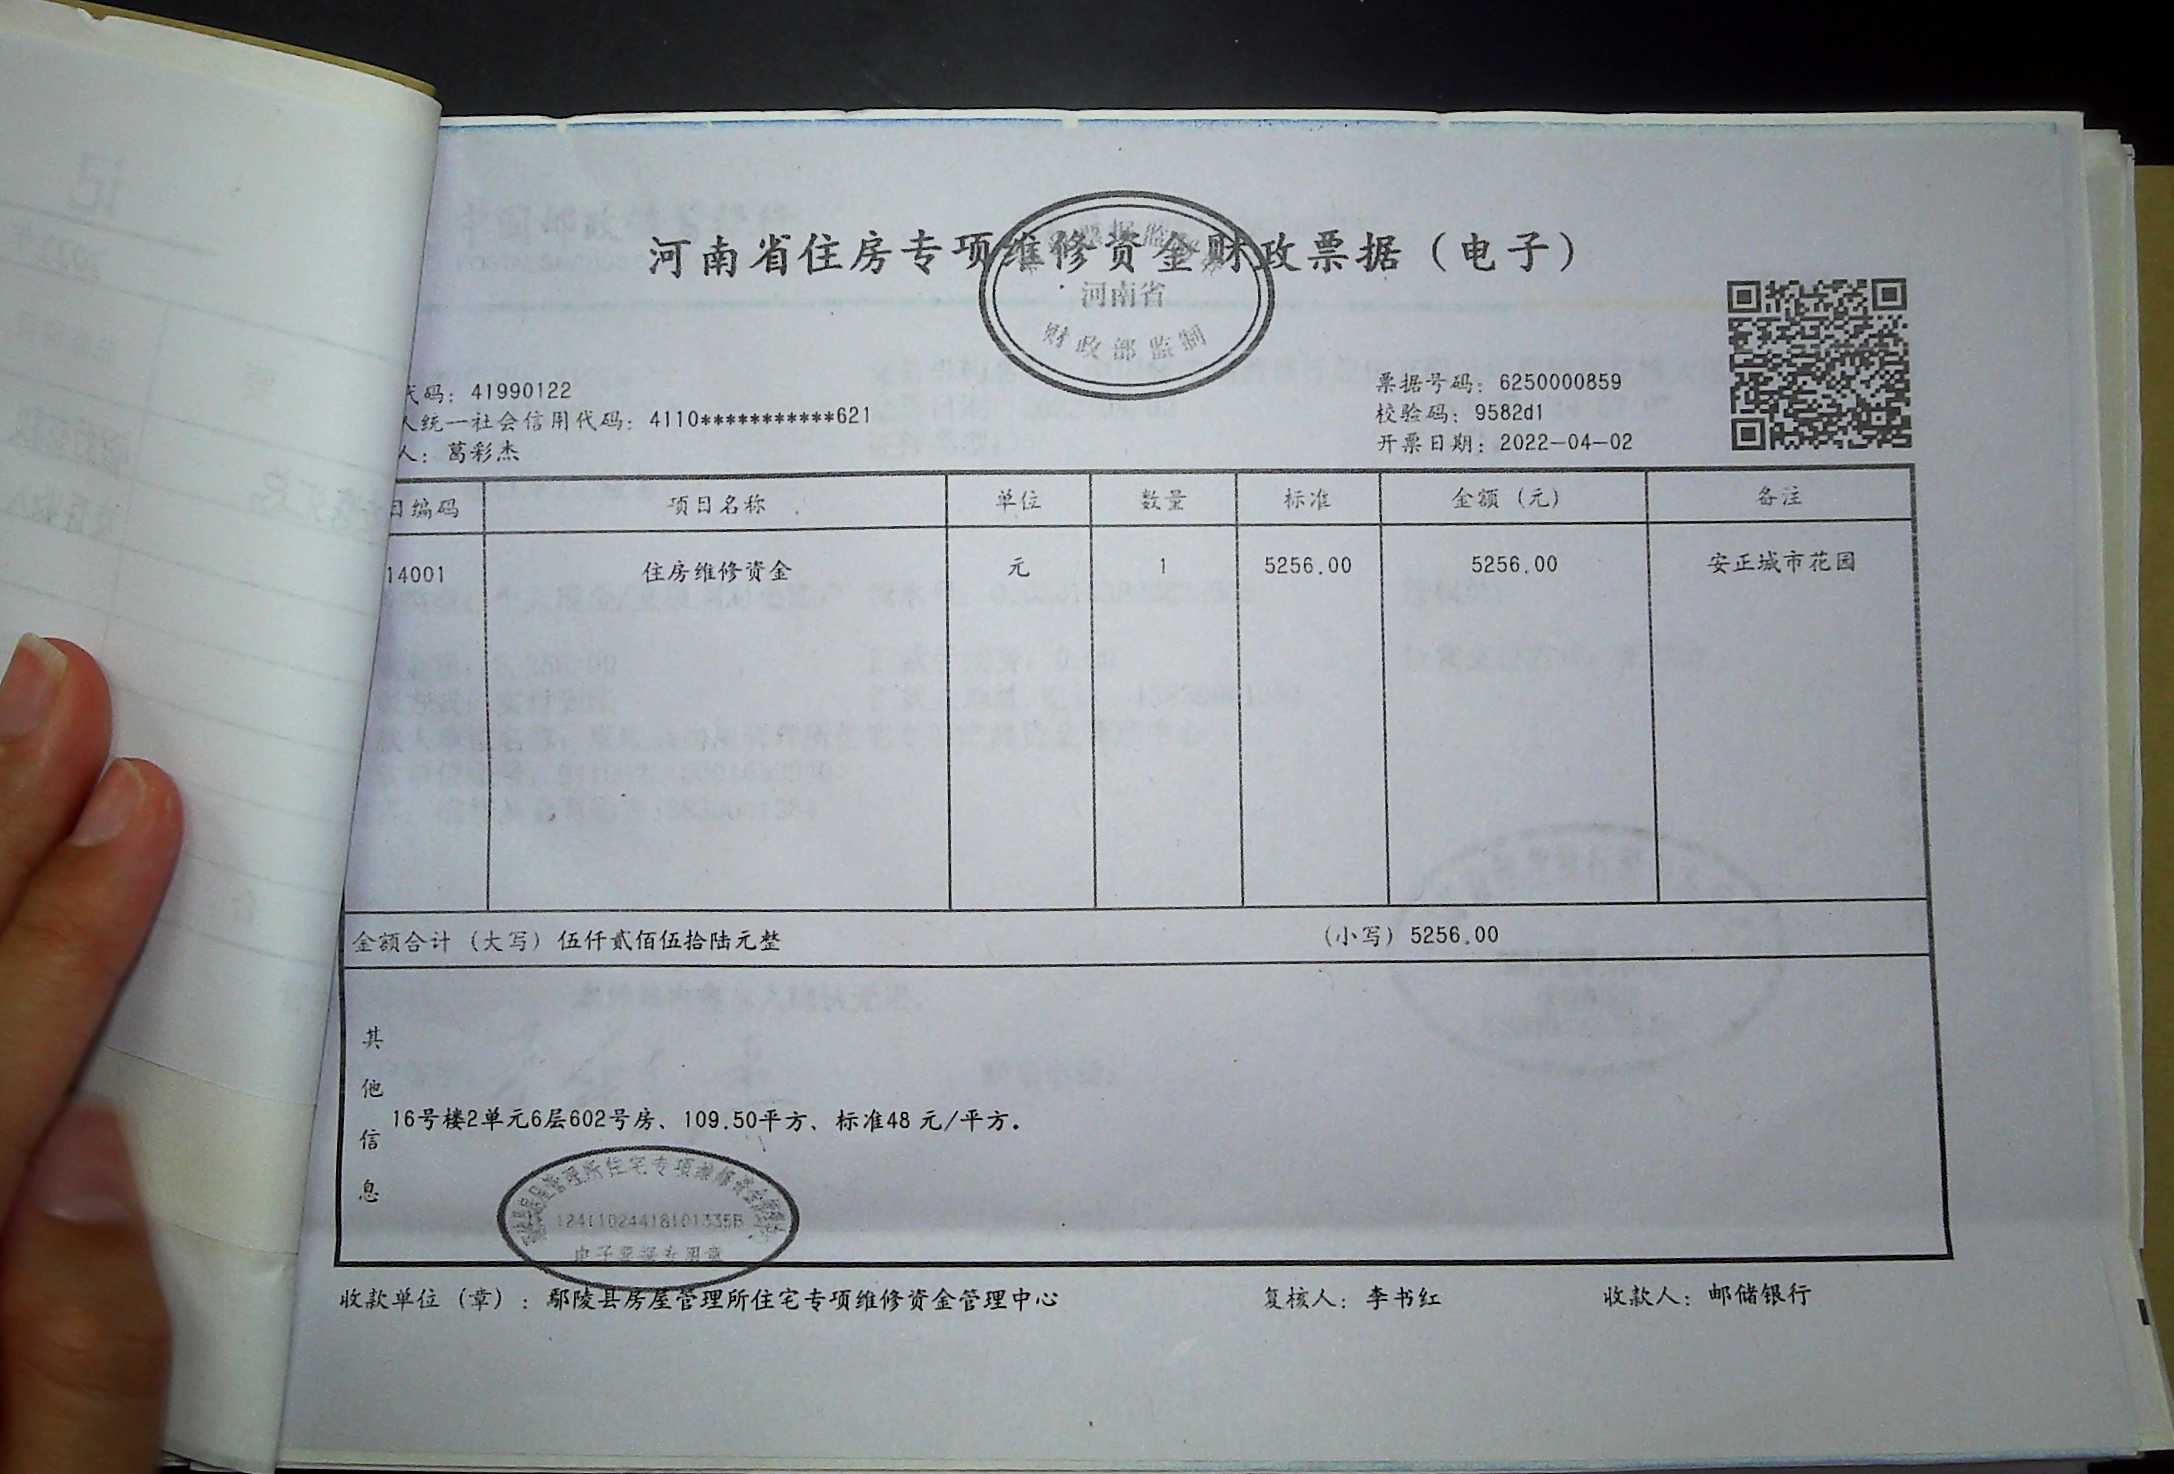 河南省住房专项维修资金财政票据（电子）
河南省
财政部监制
代码：41990122
票据号码：6250000859
人统一社会信用代码：4110***********621
校验码：9582d1
人：葛彩杰
开票日期：2022-04-02
目编码 项目名称 单位 数量 标准 金额（元） 备注
14001 住房维修资金 元 1 5256.00 5256.00 安正城市花园
金额合计（大写）伍仟贰佰伍拾陆元整 （小写）5256.00
其他信息
16号楼2单元6层602号房、109.50平方、标准48元/平方。
管理所住宅专项维修资金
电子票据专用章
收款单位（章）：鄢陵县房屋管理所住宅专项维修资金管理中心 复核人：李书红 收款人：邮储银行